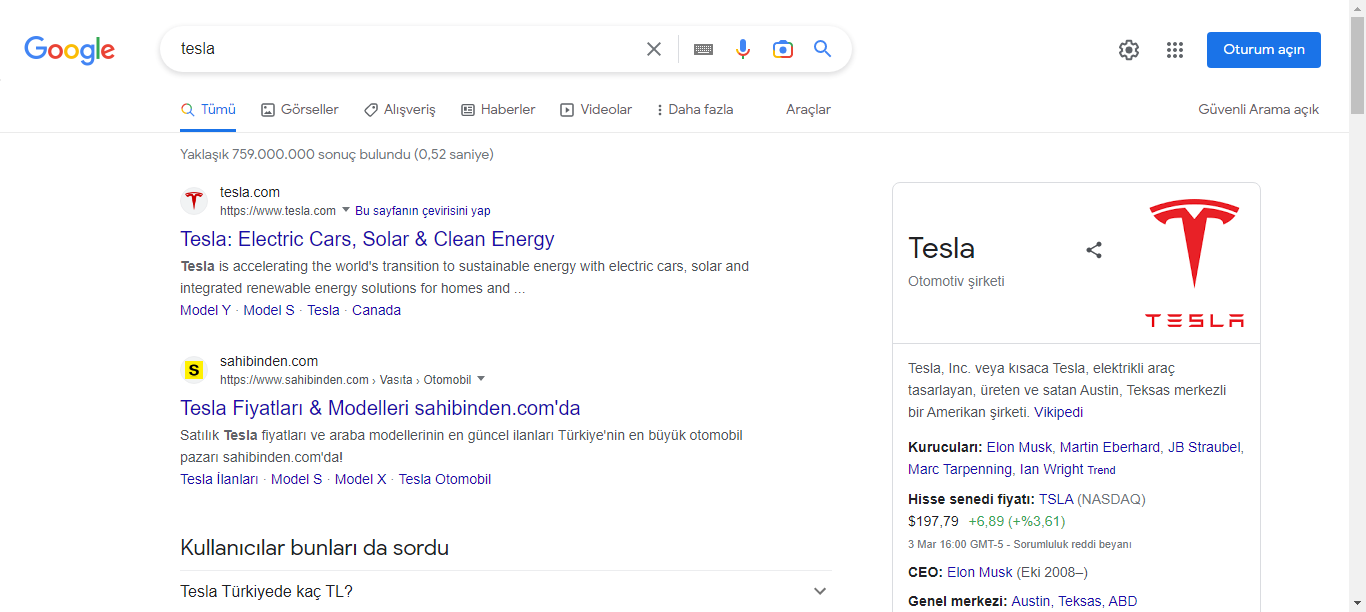 Google
tesla
Oturum açın
Tümü
Görseller
Alışveriş
Haberler
Videolar
Daha fazla
Araçlar
Güvenli Arama açık
Yaklaşık 759.000.000 sonuç bulundu (0,52 saniye)
tesla.com
https://www.tesla.com Bu sayfanın çevirisini yap
Tesla: Electric Cars, Solar & Clean Energy
Tesla is accelerating the world's transition to sustainable energy with electric cars, solar and
integrated renewable energy solutions for homes and ...
Model Y · Model S · Tesla · Canada
S
sahibinden.com
https://www.sahibinden.com › Vasıta › Otomobil
Tesla Fiyatları & Modelleri sahibinden.com'da
Satılık Tesla fiyatları ve araba modellerinin en güncel ilanları Türkiye'nin en büyük otomobil
pazarı sahibinden.com'da!
Tesla İlanları · Model S · Model X · Tesla Otomobil
Kullanıcılar bunları da sordu
Tesla Türkiyede kaç TL?
Tesla
Otomotiv şirketi
TESLA
Tesla, Inc. veya kısaca Tesla, elektrikli araç
tasarlayan, üreten ve satan Austin, Teksas merkezli
bir Amerikan şirketi. Vikipedi
Kurucuları: Elon Musk, Martin Eberhard, JB Straubel,
Marc Tarpenning, Ian Wright Trend
Hisse senedi fiyatı: TSLA (NASDAQ)
$197,79 +6,89 (+%3,61)
3 Mar 16:00 GMT-5 - Sorumluluk reddi beyanı
CEO: Elon Musk (Eki 2008–)
Genel merkezi: Austin, Teksas, ABD